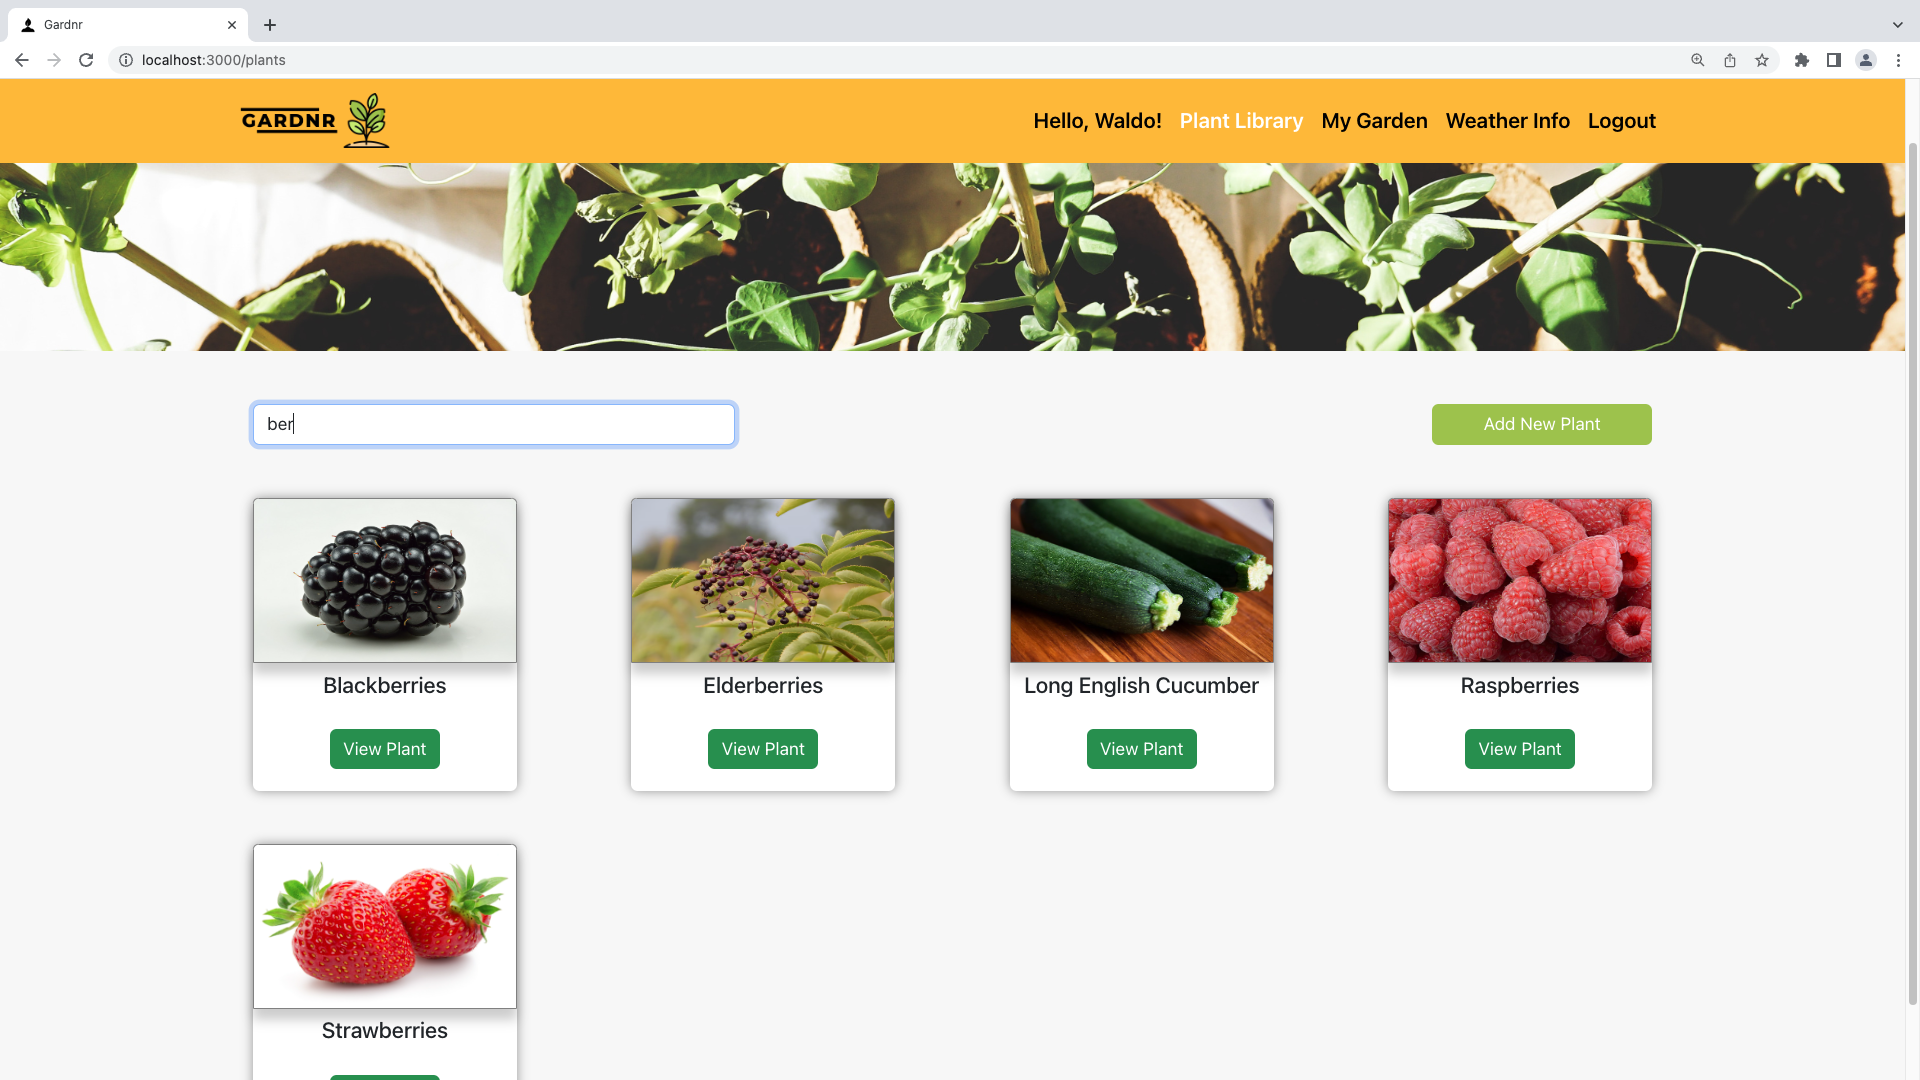 Gardnr
localhost:3000/plants
GARDNR
Hello, Waldo! Plant Library My Garden Weather Info Logout
ber
Add New Plant
Blackberries
View Plant
Elderberries
View Plant
Long English Cucumber
View Plant
Raspberries
View Plant
Strawberries